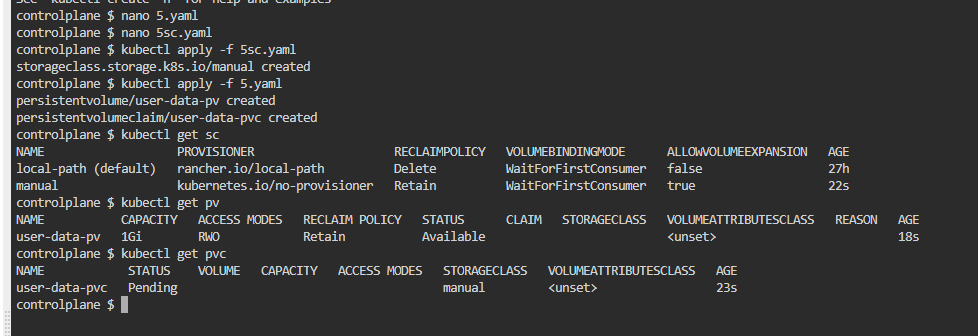 See 'kubectl create -h' for help and examples
controlplane $ nano 5.yaml
controlplane $ nano 5sc.yaml
controlplane $ kubectl apply -f 5sc.yaml
storageclass.storage.k8s.io/manual created
controlplane $ kubectl apply -f 5.yaml
persistentvolume/user-data-pv created
persistentvolumeclaim/user-data-pvc created
controlplane $ kubectl get sc
NAME PROVISIONER RECLAIMPOLICY VOLUMEBINDINGMODE ALLOWVOLUMEEXPANSION AGE
local-path (default) rancher.io/local-path Delete WaitForFirstConsumer false 27h
manual kubernetes.io/no-provisioner Retain WaitForFirstConsumer true 22s
controlplane $ kubectl get pv
NAME CAPACITY ACCESS MODES RECLAIM POLICY STATUS CLAIM STORAGECLASS VOLUMEATTRIBUTESCLASS REASON AGE
user-data-pv 1Gi RWO Retain Available <unset> 18s
controlplane $ kubectl get pvc
NAME STATUS VOLUME CAPACITY ACCESS MODES STORAGECLASS VOLUMEATTRIBUTESCLASS AGE
user-data-pvc Pending manual <unset> 23s
controlplane $